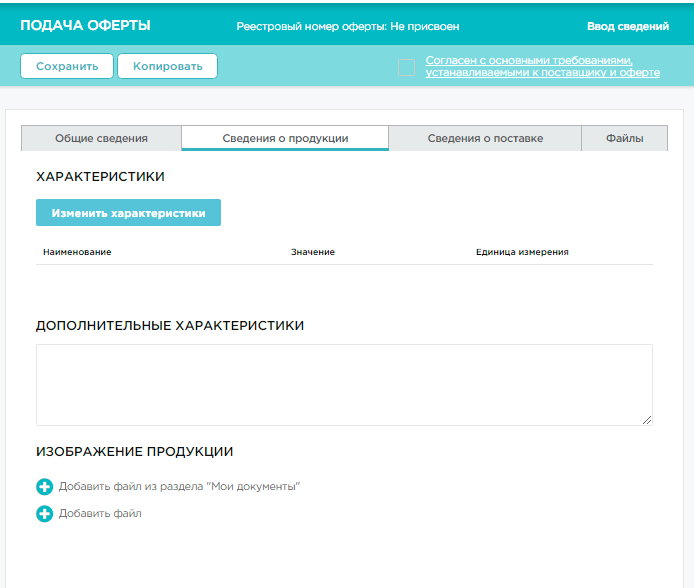 ПОДАЧА ОФЕРТЫ Реестровый номер оферты: Не присвоен Ввод сведений
Сохранить Копировать Согласен с основными требованиями,
устанавливаемыми к поставщику и оферте
Общие сведения Сведения о продукции Сведения о поставке Файлы
ХАРАКТЕРИСТИКИ
Изменить характеристики
Наименование Значение Единица измерения
ДОПОЛНИТЕЛЬНЫЕ ХАРАКТЕРИСТИКИ
ИЗОБРАЖЕНИЕ ПРОДУКЦИИ
Добавить файл из раздела "Мои документы"
Добавить файл